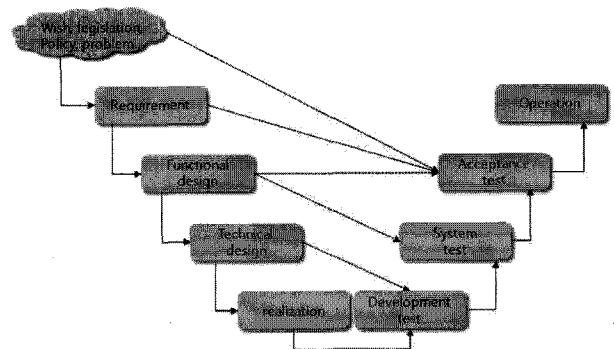 Wish, legislation,
Policy, problem
Requirement
Operation
Functional
design
Acceptance
test
Technical
design
System
test
realization
Development
test